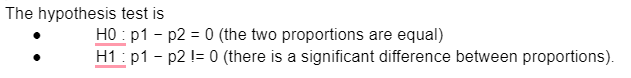 The hypothesis test is
● H0 : p1 − p2 = 0 (the two proportions are equal)
● H1 : p1 − p2 != 0 (there is a significant difference between proportions).